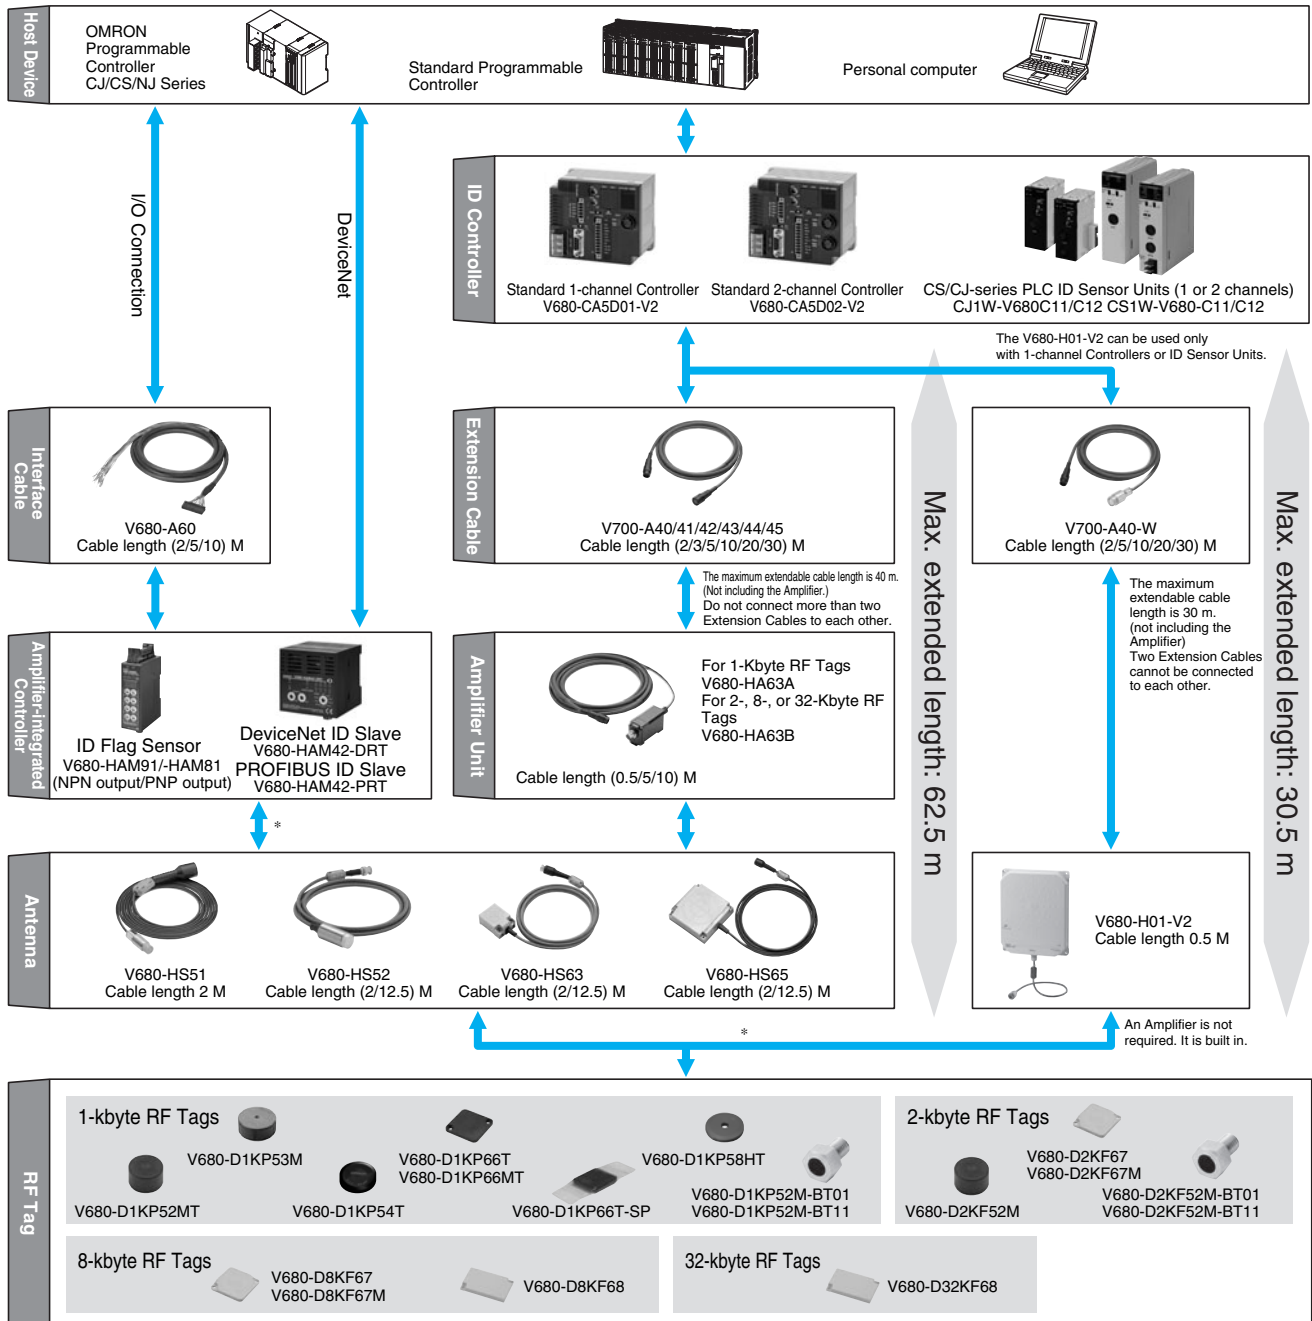 Host Device
OMRON
Programmable
Controller
CJ/CS/NJ Series
Standard Programmable
Controller
Personal computer
I/O Connection
DeviceNet
ID Controller
Standard 1-channel Controller
V680-CA5D01-V2
Standard 2-channel Controller
V680-CA5D02-V2
CS/CJ-series PLC ID Sensor Units (1 or 2 channels)
CJ1W-V680C11/C12 CS1W-V680-C11/C12
The V680-H01-V2 can be used only
with 1-channel Controllers or ID Sensor Units.
Interface
Cable
V680-A60
Cable length (2/5/10) M
Extension Cable
V700-A40/41/42/43/44/45
Cable length (2/3/5/10/20/30) M
V700-A40-W
Cable length (2/5/10/20/30) M
Max. extended length: 62.5 m
Max. extended length: 30.5 m
The maximum extendable cable length is 40 m.
(Not including the Amplifier.)
Do not connect more than two
Extension Cables to each other.
The maximum
extendable cable
length is 30 m.
(not including the
Amplifier)
Two Extension Cables
cannot be connected
to each other.
Amplifier-integrated
Controller
ID Flag Sensor
V680-HAM91/-HAM81
(NPN output/PNP output)
DeviceNet ID Slave
V680-HAM42-DRT
PROFIBUS ID Slave
V680-HAM42-PRT
Amplifier Unit
For 1-Kbyte RF Tags
V680-HA63A
For 2-, 8-, or 32-Kbyte RF
Tags
V680-HA63B
Cable length (0.5/5/10) M
*
Antenna
V680-HS51
Cable length 2 M
V680-HS52
Cable length (2/12.5) M
V680-HS63
Cable length (2/12.5) M
V680-HS65
Cable length (2/12.5) M
V680-H01-V2
Cable length 0.5 M
*
An Amplifier is not
required. It is built in.
RF Tag
1-kbyte RF Tags
V680-D1KP53M
V680-D1KP66T
V680-D1KP66MT
V680-D1KP58HT
V680-D1KP52MT
V680-D1KP54T
V680-D1KP66T-SP
V680-D1KP52M-BT01
V680-D1KP52M-BT11
2-kbyte RF Tags
V680-D2KF67
V680-D2KF67M
V680-D2KF52M
V680-D2KF52M-BT01
V680-D2KF52M-BT11
8-kbyte RF Tags
V680-D8KF67
V680-D8KF67M
V680-D8KF68
32-kbyte RF Tags
V680-D32KF68